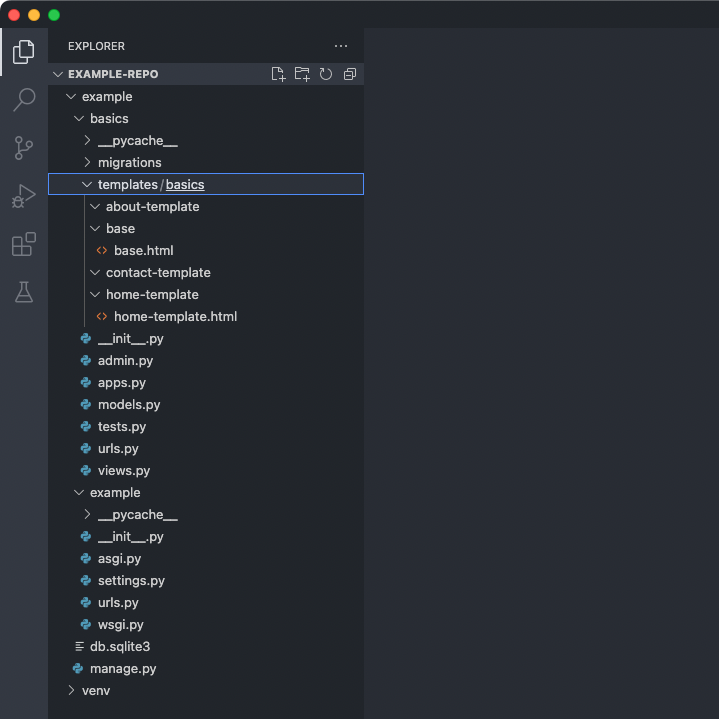 EXPLORER
EXAMPLE-REPO
example
basics
__pycache__
migrations
templates/basics
about-template
base
base.html
contact-template
home-template
home-template.html
__init__.py
admin.py
apps.py
models.py
tests.py
urls.py
views.py
example
__pycache__
__init__.py
asgi.py
settings.py
urls.py
wsgi.py
db.sqlite3
manage.py
venv